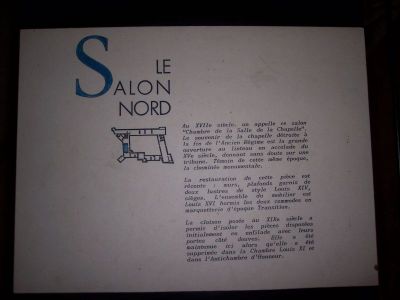 LE
SALON
NORD
Au XVIIe siècle, on appelle ce salon
"Chambre de la Salle de la Chapelle".
Le souvenir de la chapelle détruite à
la fin de l'Ancien Régime est la grande
ouverture au linteau en accolade du
XVe siècle, donnant sans doute sur une
tribune. Témoin de cette même époque,
la cheminée monumentale.
La restauration de cette pièce est
récente : murs, plafonds garnis de
deux lustres de style Louis XIV,
sièges. L'ensemble du mobilier est
Louis XVI hormis les deux commodes en
marqueterie d'époque Transition.
La cloison posée au XIXe siècle a
permis d'isoler les pièces disposées
initialement en enfilade avec leurs
portes côté douves. Elle a été
maintenue ici alors qu'elle a été
supprimée dans la Chambre Louis XI et
dans l'Antichambre d'Honneur.